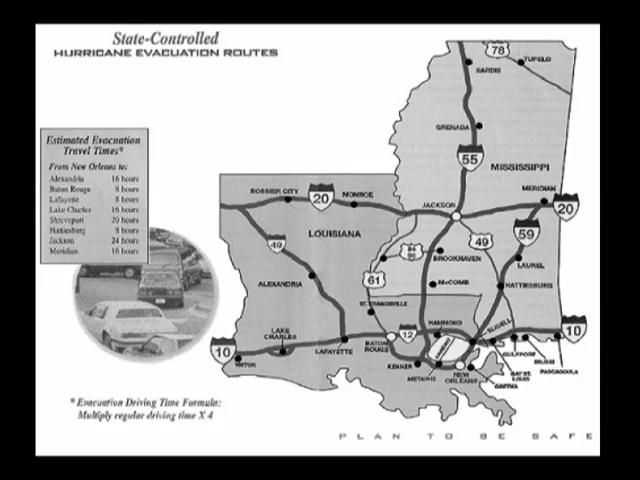 State-Controlled
HURRICANE EVACUATION ROUTES
Estimated Evacuation
Travel Times*
From New Orleans to:
Alexandria 16 hours
Baton Rouge 8 hours
Lafayette 8 hours
Lake Charles 16 hours
Shreveport 20 hours
Hattiesburg 8 hours
Jackson 24 hours
Meridian 16 hours
78
TUPELO
SARDIS
GRENADA
55
MISSISSIPPI
MERIDIAN
BOSSIER CITY
20
MONROE
JACKSON
20
LOUISIANA
49
84
49
59
BROOKHAVEN
LAUREL
61
ALEXANDRIA
McCOMB
HATTIESBURG
ST. FRANCISVILLE
LAKE
CHARLES
HAMMOND
SLIDELL
10
12
10
VINTON
LAFAYETTE
BATON
ROUGE
KENNER
METAIRIE
NEW
ORLEANS
GRETNA
GULFPORT
BAY ST.
LOUIS
BILOXI
PASCAGOULA
* Evacuation Driving Time Formula:
Multiply regular driving time X 4
PLAN TO BE SAFE